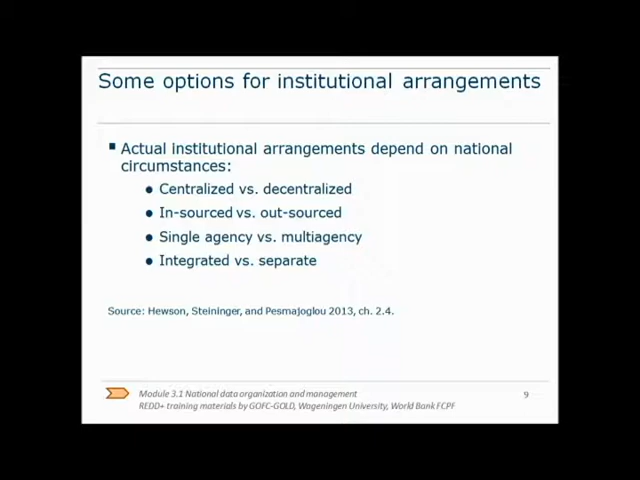 Some options for institutional arrangements
▪ Actual institutional arrangements depend on national
circumstances:
● Centralized vs. decentralized
● In-sourced vs. out-sourced
● Single agency vs. multiagency
● Integrated vs. separate
Source: Hewson, Steininger, and Pesmajoglou 2013, ch. 2.4.
Module 3.1 National data organization and management
9
REDD+ training materials by GOFC-GOLD, Wageningen University, World Bank FCPF